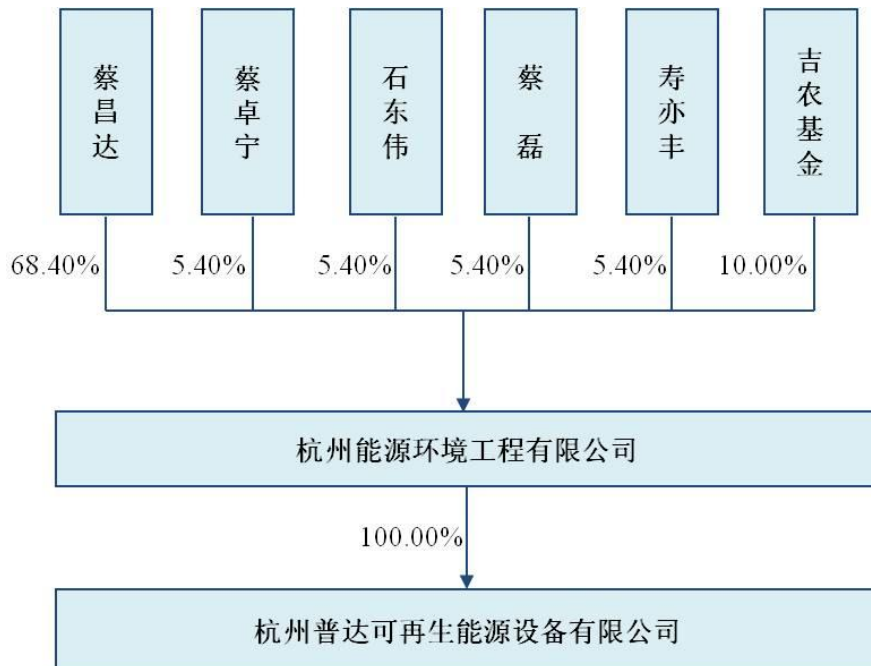 蔡昌达
蔡卓宁
石东伟
蔡 磊
寿亦丰
吉农基金
68.40%
5.40%
5.40%
5.40%
5.40%
10.00%
杭州能源环境工程有限公司
100.00%
杭州普达可再生能源设备有限公司